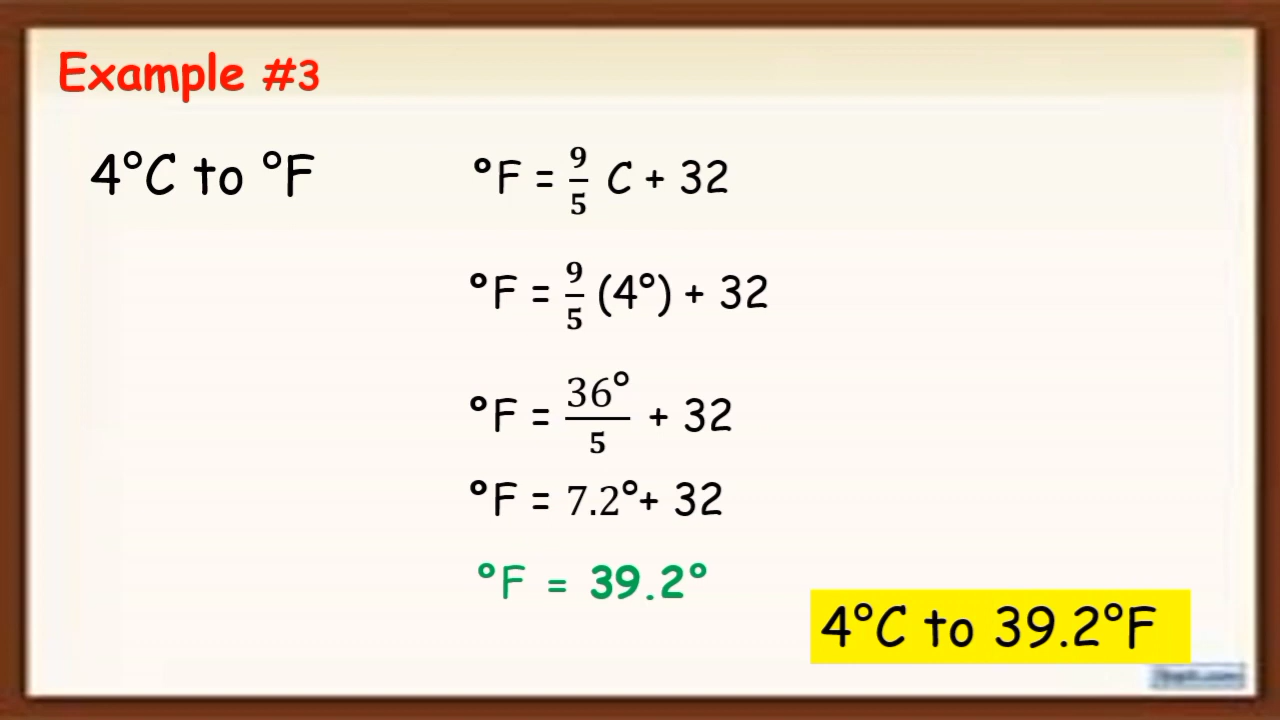 Example #3
4°C to °F
°F = 9/5 C + 32
°F = 9/5 (4°) + 32
°F = 36°/5 + 32
°F = 7.2°+ 32
°F = 39.2°
4°C to 39.2°F